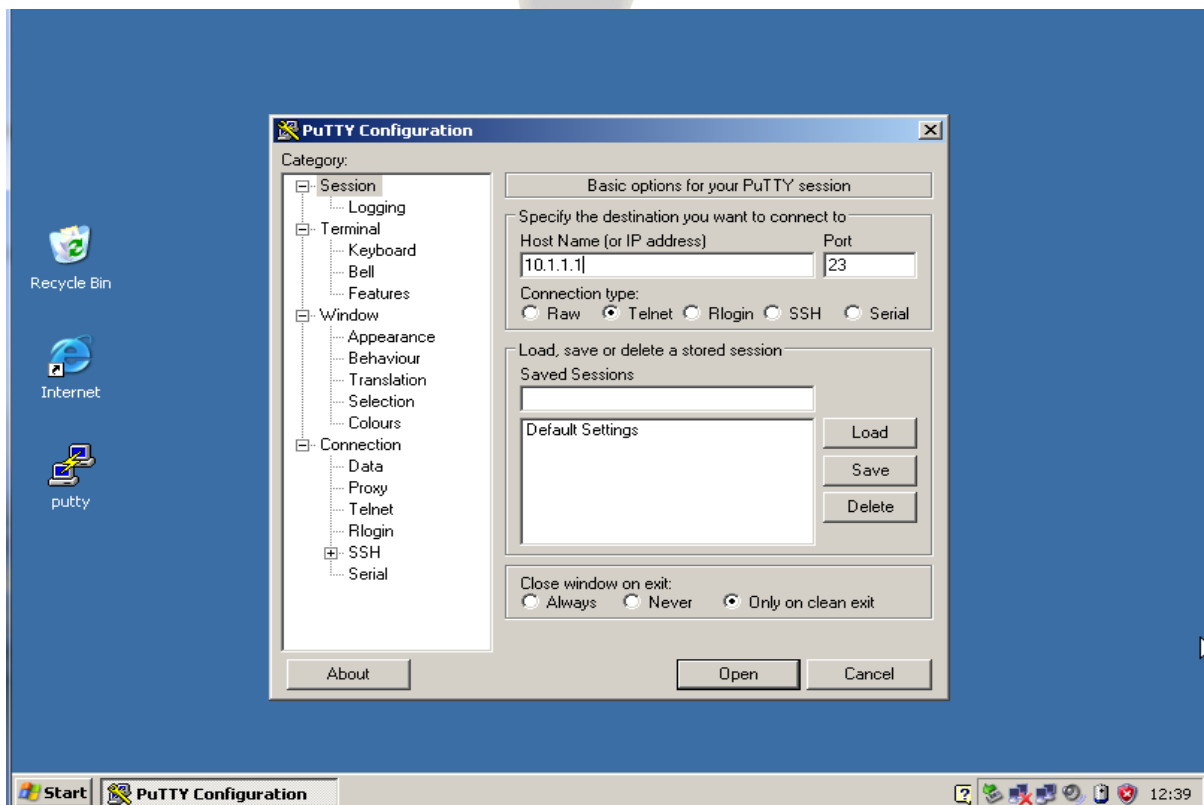 PuTTY Configuration
Category:
Session
Logging
Terminal
Keyboard
Bell
Features
Window
Appearance
Behaviour
Translation
Selection
Colours
Connection
Data
Proxy
Telnet
Rlogin
SSH
Serial
Basic options for your PuTTY session
Specify the destination you want to connect to
Host Name (or IP address) Port
10.1.1.1 23
Connection type:
Raw Telnet Rlogin SSH Serial
Load, save or delete a stored session
Saved Sessions
Default Settings
Load
Save
Delete
Close window on exit:
Always Never Only on clean exit
About Open Cancel
Recycle Bin
Internet
putty
Start PuTTY Configuration 12:39